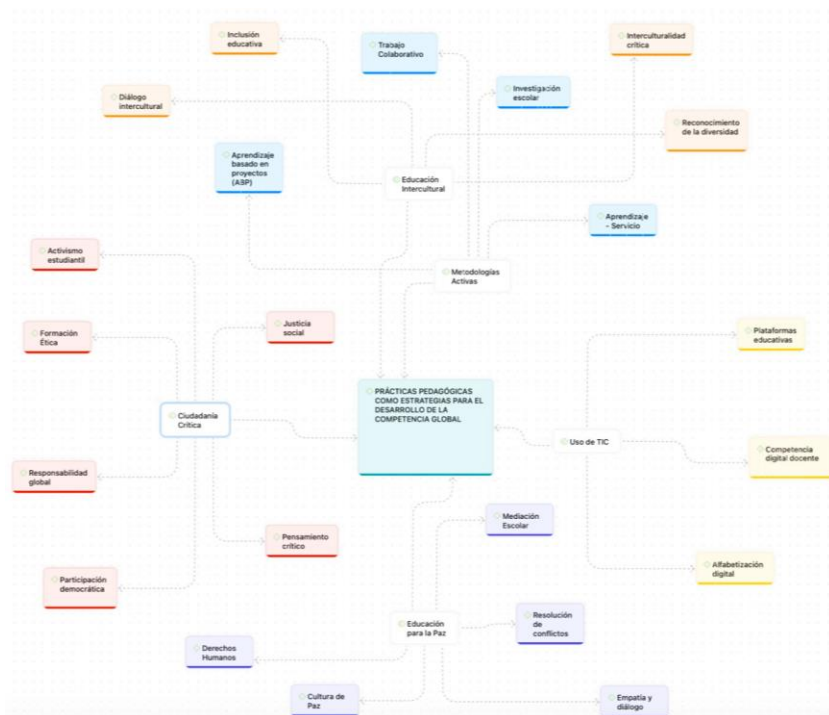 Inclusión
educativa
Trabajo
Colaborativo
Interculturalidad
crítica
Investigación
escolar
Diálogo
intercultural
Reconocimiento
de la diversidad
Aprendizaje
basado en
proyectos
(ABP)
Educación
Intercultural
Aprendizaje
- Servicio
Activismo
estudiantil
Metodologías
Activas
Justicia
social
Formación
Ética
Plataformas
educativas
PRÁCTICAS PEDAGÓGICAS
COMO ESTRATEGIAS PARA EL
DESARROLLO DE LA
COMPETENCIA GLOBAL
Ciudadanía
Crítica
Uso de TIC
Competencia
digital docente
Responsabilidad
global
Mediación
Escolar
Pensamiento
crítico
Alfabetización
digital
Participación
democrática
Educación
para la Paz
Resolución
de
conflictos
Derechos
Humanos
Cultura de
Paz
Empatía y
diálogo